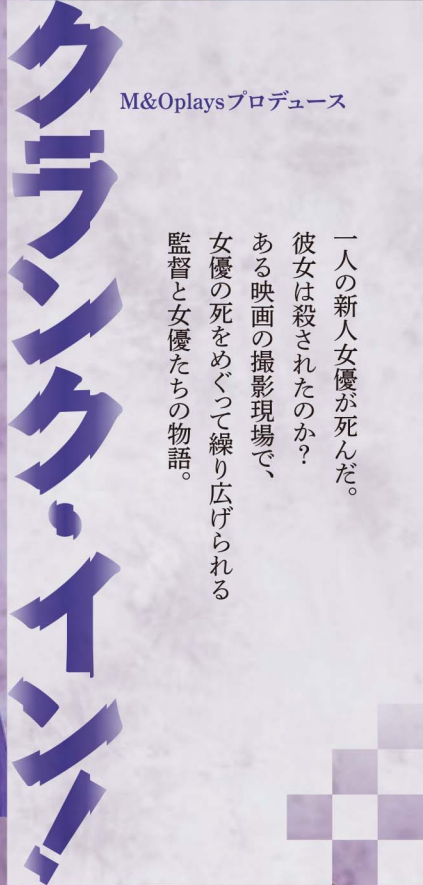 M&Oplaysプロデュース
クランク・イン!
一人の新人女優が死んだ。
彼女は殺されたのか?
ある映画の撮影現場で、
女優の死をめぐって繰り広げられる
監督と女優たちの物語。